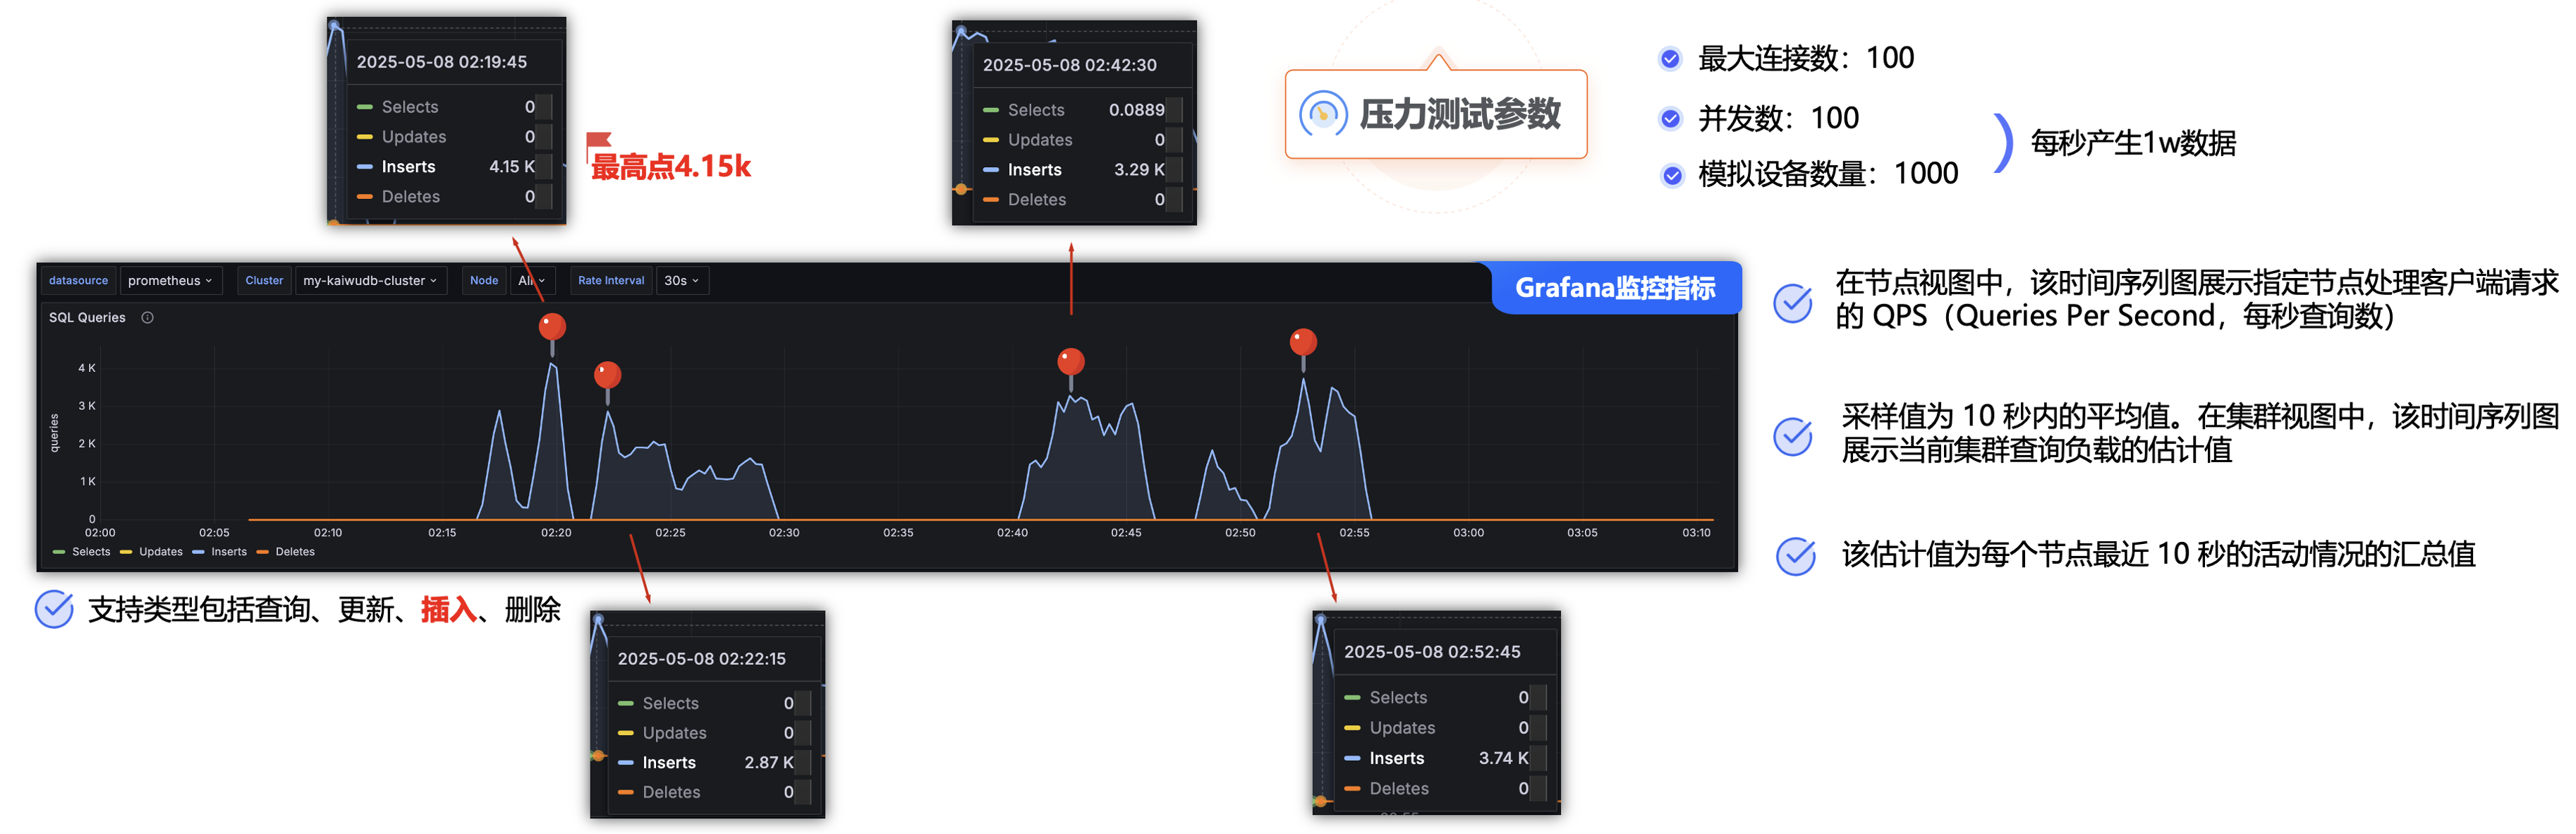 2025-05-08 02:19:45
Selects 0
Updates 0
Inserts 4.15 K
Deletes 0
最高点4.15k
2025-05-08 02:42:30
Selects 0.0889
Updates 0
Inserts 3.29 K
Deletes 0
压力测试参数
最大连接数：100
并发数：100
模拟设备数量：1000
每秒产生1w数据
datasource prometheus Cluster my-kaiwudb-cluster Node All Rate Interval 30s
Grafana监控指标
SQL Queries
queries
4 K
3 K
2 K
1 K
0
02:00 02:05 02:10 02:15 02:20 02:25 02:30 02:35 02:40 02:45 02:50 02:55 03:00 03:05 03:10
Selects Updates Inserts Deletes
在节点视图中，该时间序列图展示指定节点处理客户端请求
的 QPS（Queries Per Second，每秒查询数）
采样值为 10 秒内的平均值。在集群视图中，该时间序列图
展示当前集群查询负载的估计值
该估计值为每个节点最近 10 秒的活动情况的汇总值
支持类型包括查询、更新、插入、删除
2025-05-08 02:22:15
Selects 0
Updates 0
Inserts 2.87 K
Deletes 0
2025-05-08 02:52:45
Selects 0
Updates 0
Inserts 3.74 K
Deletes 0